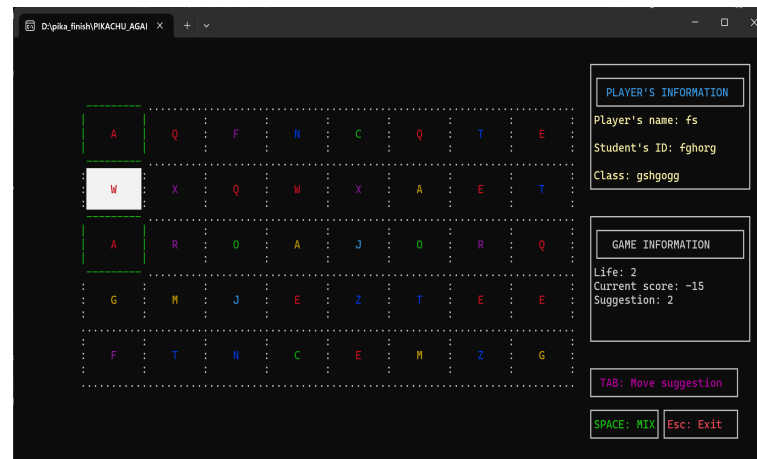 D:\pika_finish\PIKACHU_AGAI
PLAYER'S INFORMATION
Player's name: fs
Student's ID: fghorg
Class: gshgogg
A Q F N C Q T E
W X Q W X A E T
A R O A J O R Q
G M J E Z T E E
F T N C E M Z G
GAME INFORMATION
Life: 2
Current score: -15
Suggestion: 2
TAB: Move suggestion
SPACE: MIX
Esc: Exit